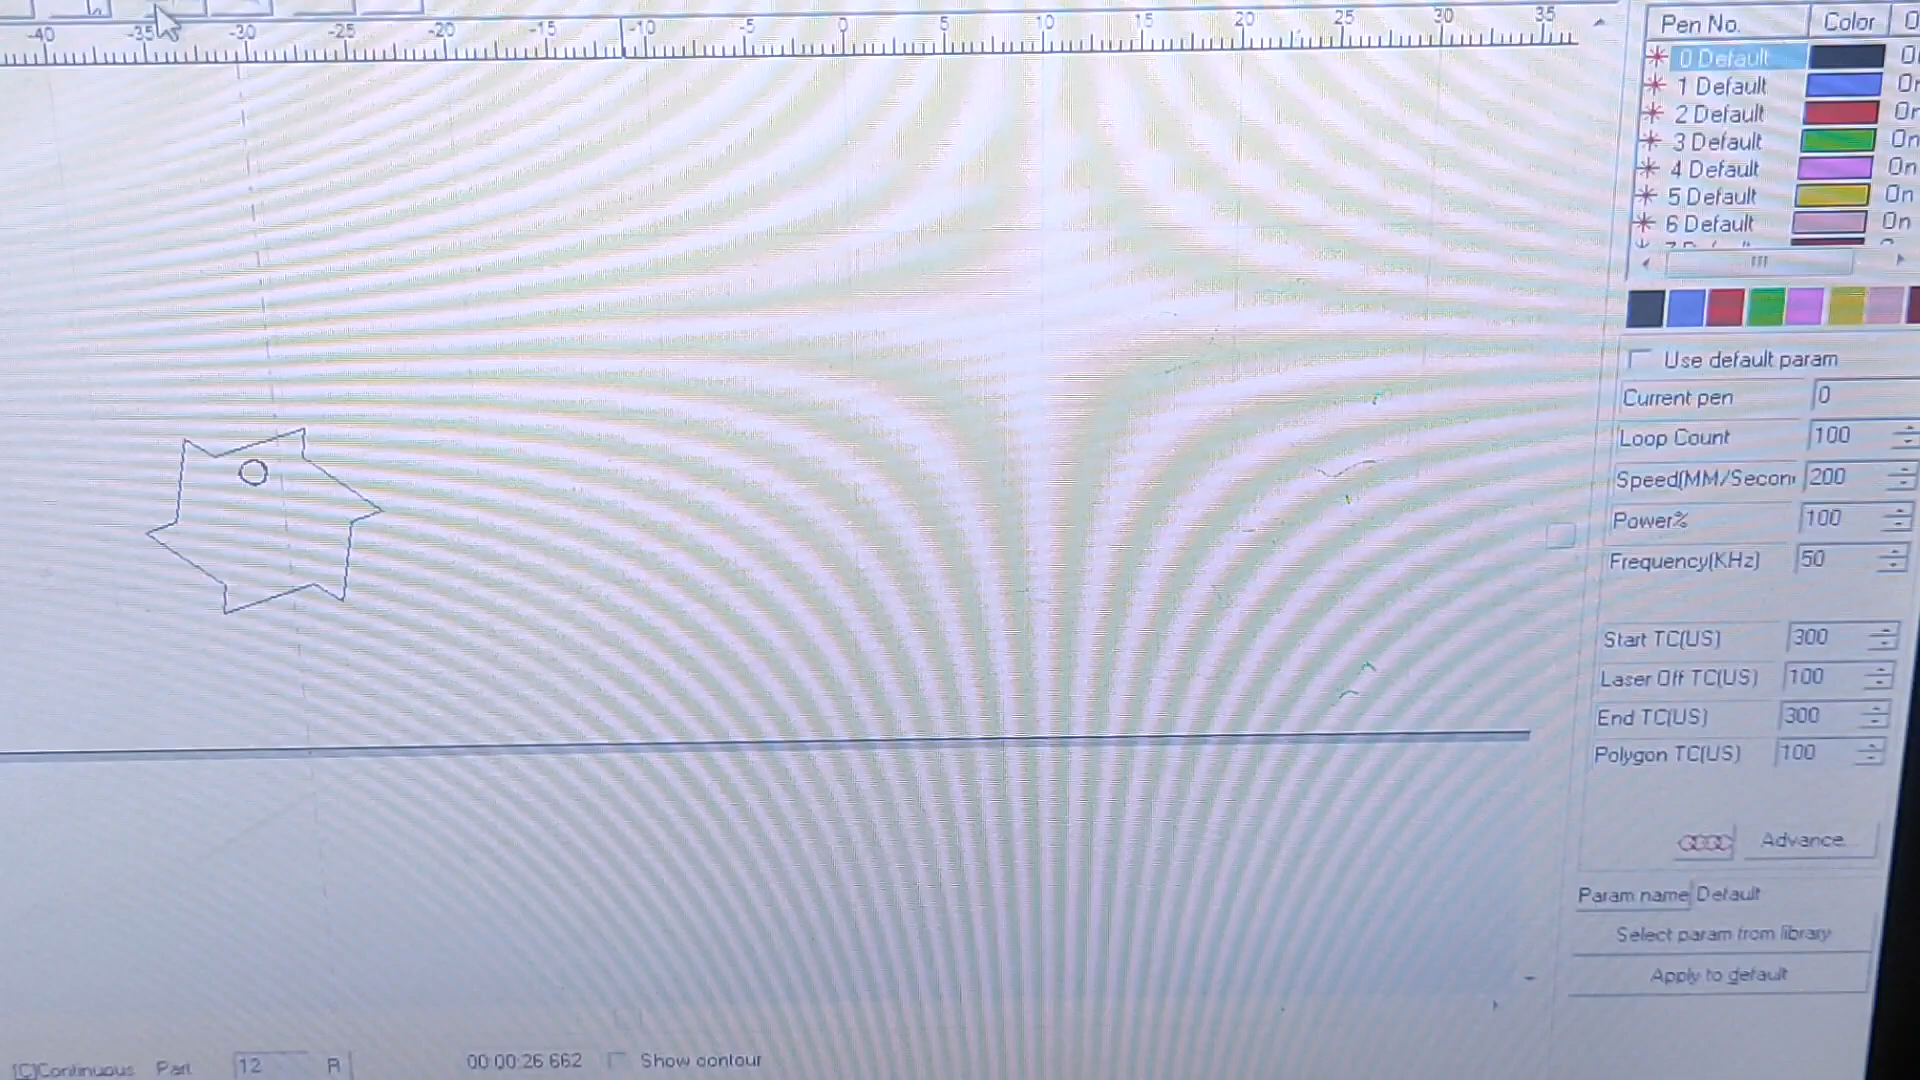 -40 -35 -30 -25 -20 -15 -10 -5 0 5 10 15 20 25 30 35
Pen No. Color
0 Default
1 Default
2 Default On
3 Default On
4 Default On
5 Default On
6 Default On
Use default param
Current pen 0
Loop Count 100
Speed(MM/Secon 200
Power% 100
Frequency(KHz) 50
Start TC(US) 300
Laser Off TC(US) 100
End TC(US) 300
Polygon TC(US) 100
Advance...
Param name Default
Select param from library
Apply to default
[C]Continuous Part 12 R 00:00:26 662 Show contour